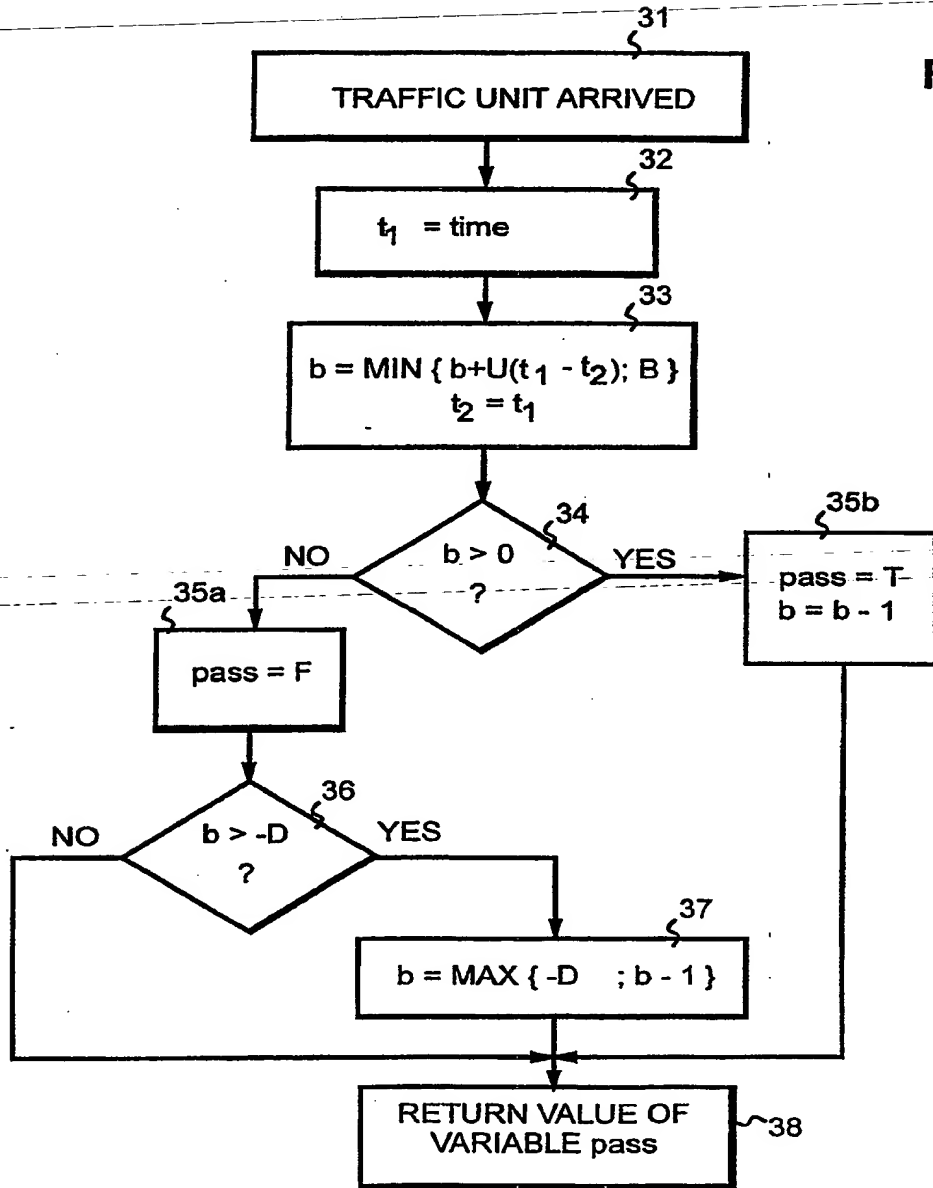 31
TRAFFIC UNIT ARRIVED
32
t1 = time
33
b = MIN { b+U(t1 - t2); B }
t2 = t1
34
b > 0
?
NO
YES
35b
pass = T
b = b - 1
35a
pass = F
36
b > -D
?
NO
YES
37
b = MAX { -D ; b - 1 }
RETURN VALUE OF
VARIABLE pass
38